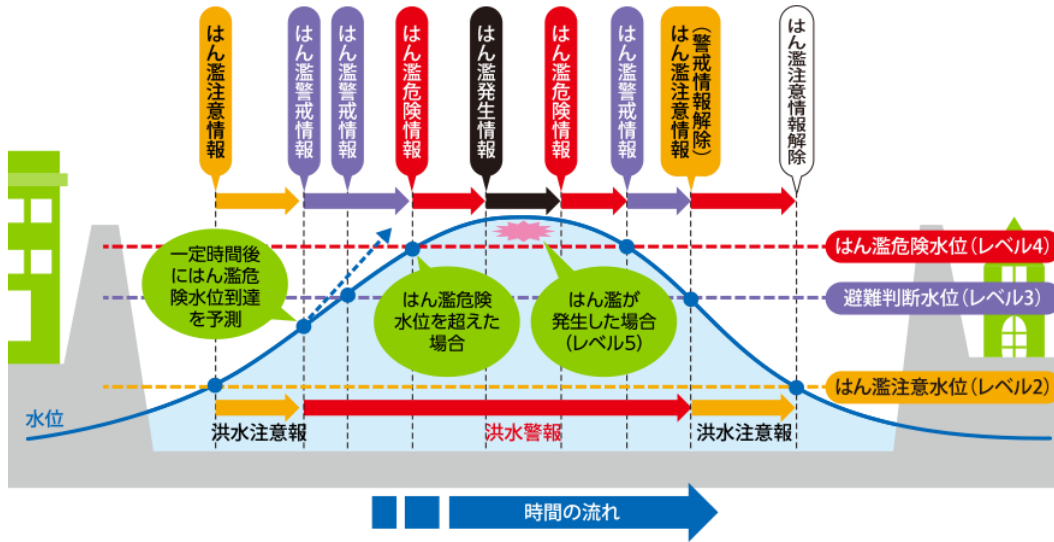 はん濫注意情報
はん濫警戒情報
はん濫警戒情報
はん濫危険情報
はん濫発生情報
はん濫危険情報
はん濫警戒情報
(警戒情報解除)
はん濫注意情報
はん濫注意情報解除
一定時間後
にはん濫危
険水位到達
を予測
はん濫危険
水位を超えた
場合
はん濫が
発生した場合
(レベル5)
はん濫危険水位(レベル4)
避難判断水位(レベル3)
はん濫注意水位(レベル2)
水位
洪水注意報
洪水警報
洪水注意報
時間の流れ